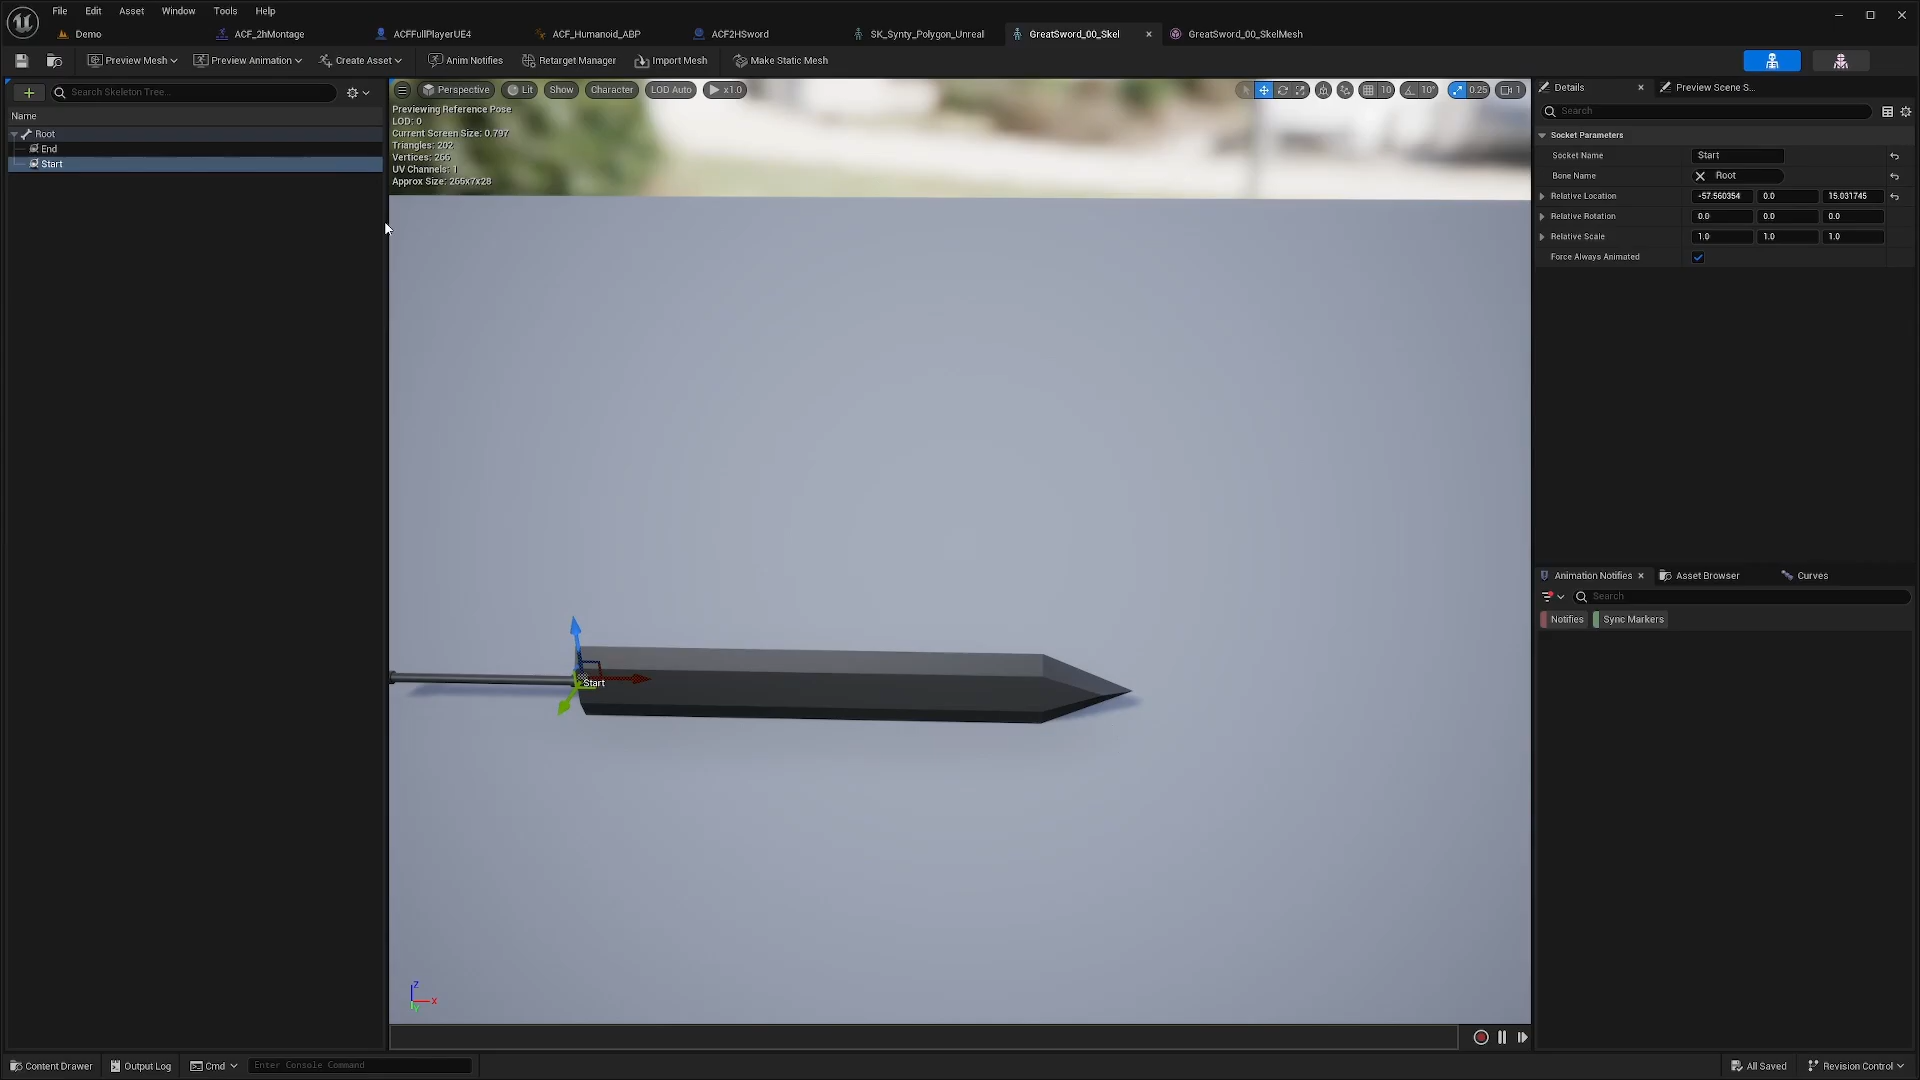 File Edit Asset Window Tools Help
Demo ACF_2hMontage ACFFullPlayerUE4 ACF_Humanoid_ABP ACF2HSword SK_Synty_Polygon_Unreal GreatSword_00_Skel GreatSword_00_SkelMesh
Preview Mesh Preview Animation Create Asset Anim Notifies Retarget Manager Import Mesh Make Static Mesh
Search Skeleton Tree...
Name
Root
End
Start
Perspective Lit Show Character LOD Auto x1.0 10 10° 0.25 1
Previewing Reference Pose
LOD: 0
Current Screen Size: 0.797
Triangles: 202
Vertices: 266
UV Channels: 1
Approx Size: 265x7x28
Start
Z
X
Y
Details Preview Scene S...
Search
Socket Parameters
Socket Name Start
Bone Name Root
Relative Location -57.560354 0.0 15.031745
Relative Rotation 0.0 0.0 0.0
Relative Scale 1.0 1.0 1.0
Force Always Animated
Animation Notifies Asset Browser Curves
Search
Notifies Sync Markers
Content Drawer Output Log Cmd Enter Console Command All Saved Revision Control